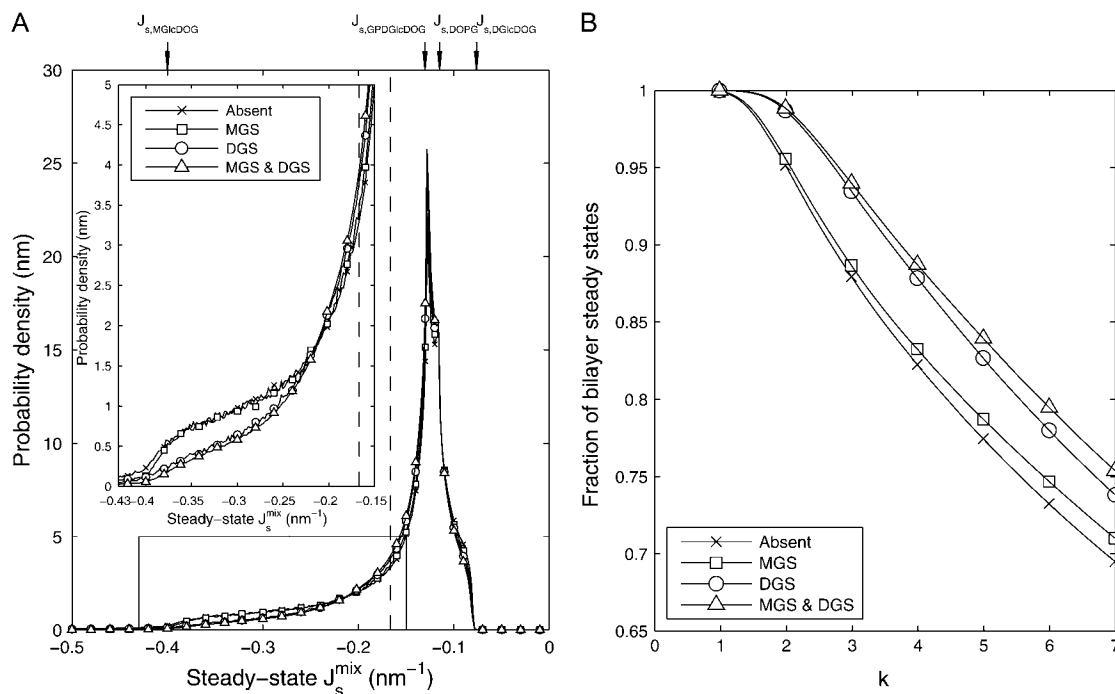 A
J_s,MGlcDOG
J_s,GPDGlcDOG
J_s,DOPG
J_s,DGlcDOG
30
25
20
15
10
5
0
Probability density (nm)
5
4.5
4
3.5
3
2.5
2
1.5
1
0.5
0
Probability density (nm)
Absent
MGS
DGS
MGS & DGS
−0.43 −0.4 −0.35 −0.3 −0.25 −0.2 −0.15
Steady−state J_s^mix (nm⁻¹)
−0.5 −0.4 −0.3 −0.2 −0.1 0
Steady−state J_s^mix (nm⁻¹)
B
1
0.95
0.9
0.85
0.8
0.75
0.7
0.65
Fraction of bilayer steady states
Absent
MGS
DGS
MGS & DGS
0 1 2 3 4 5 6 7
k